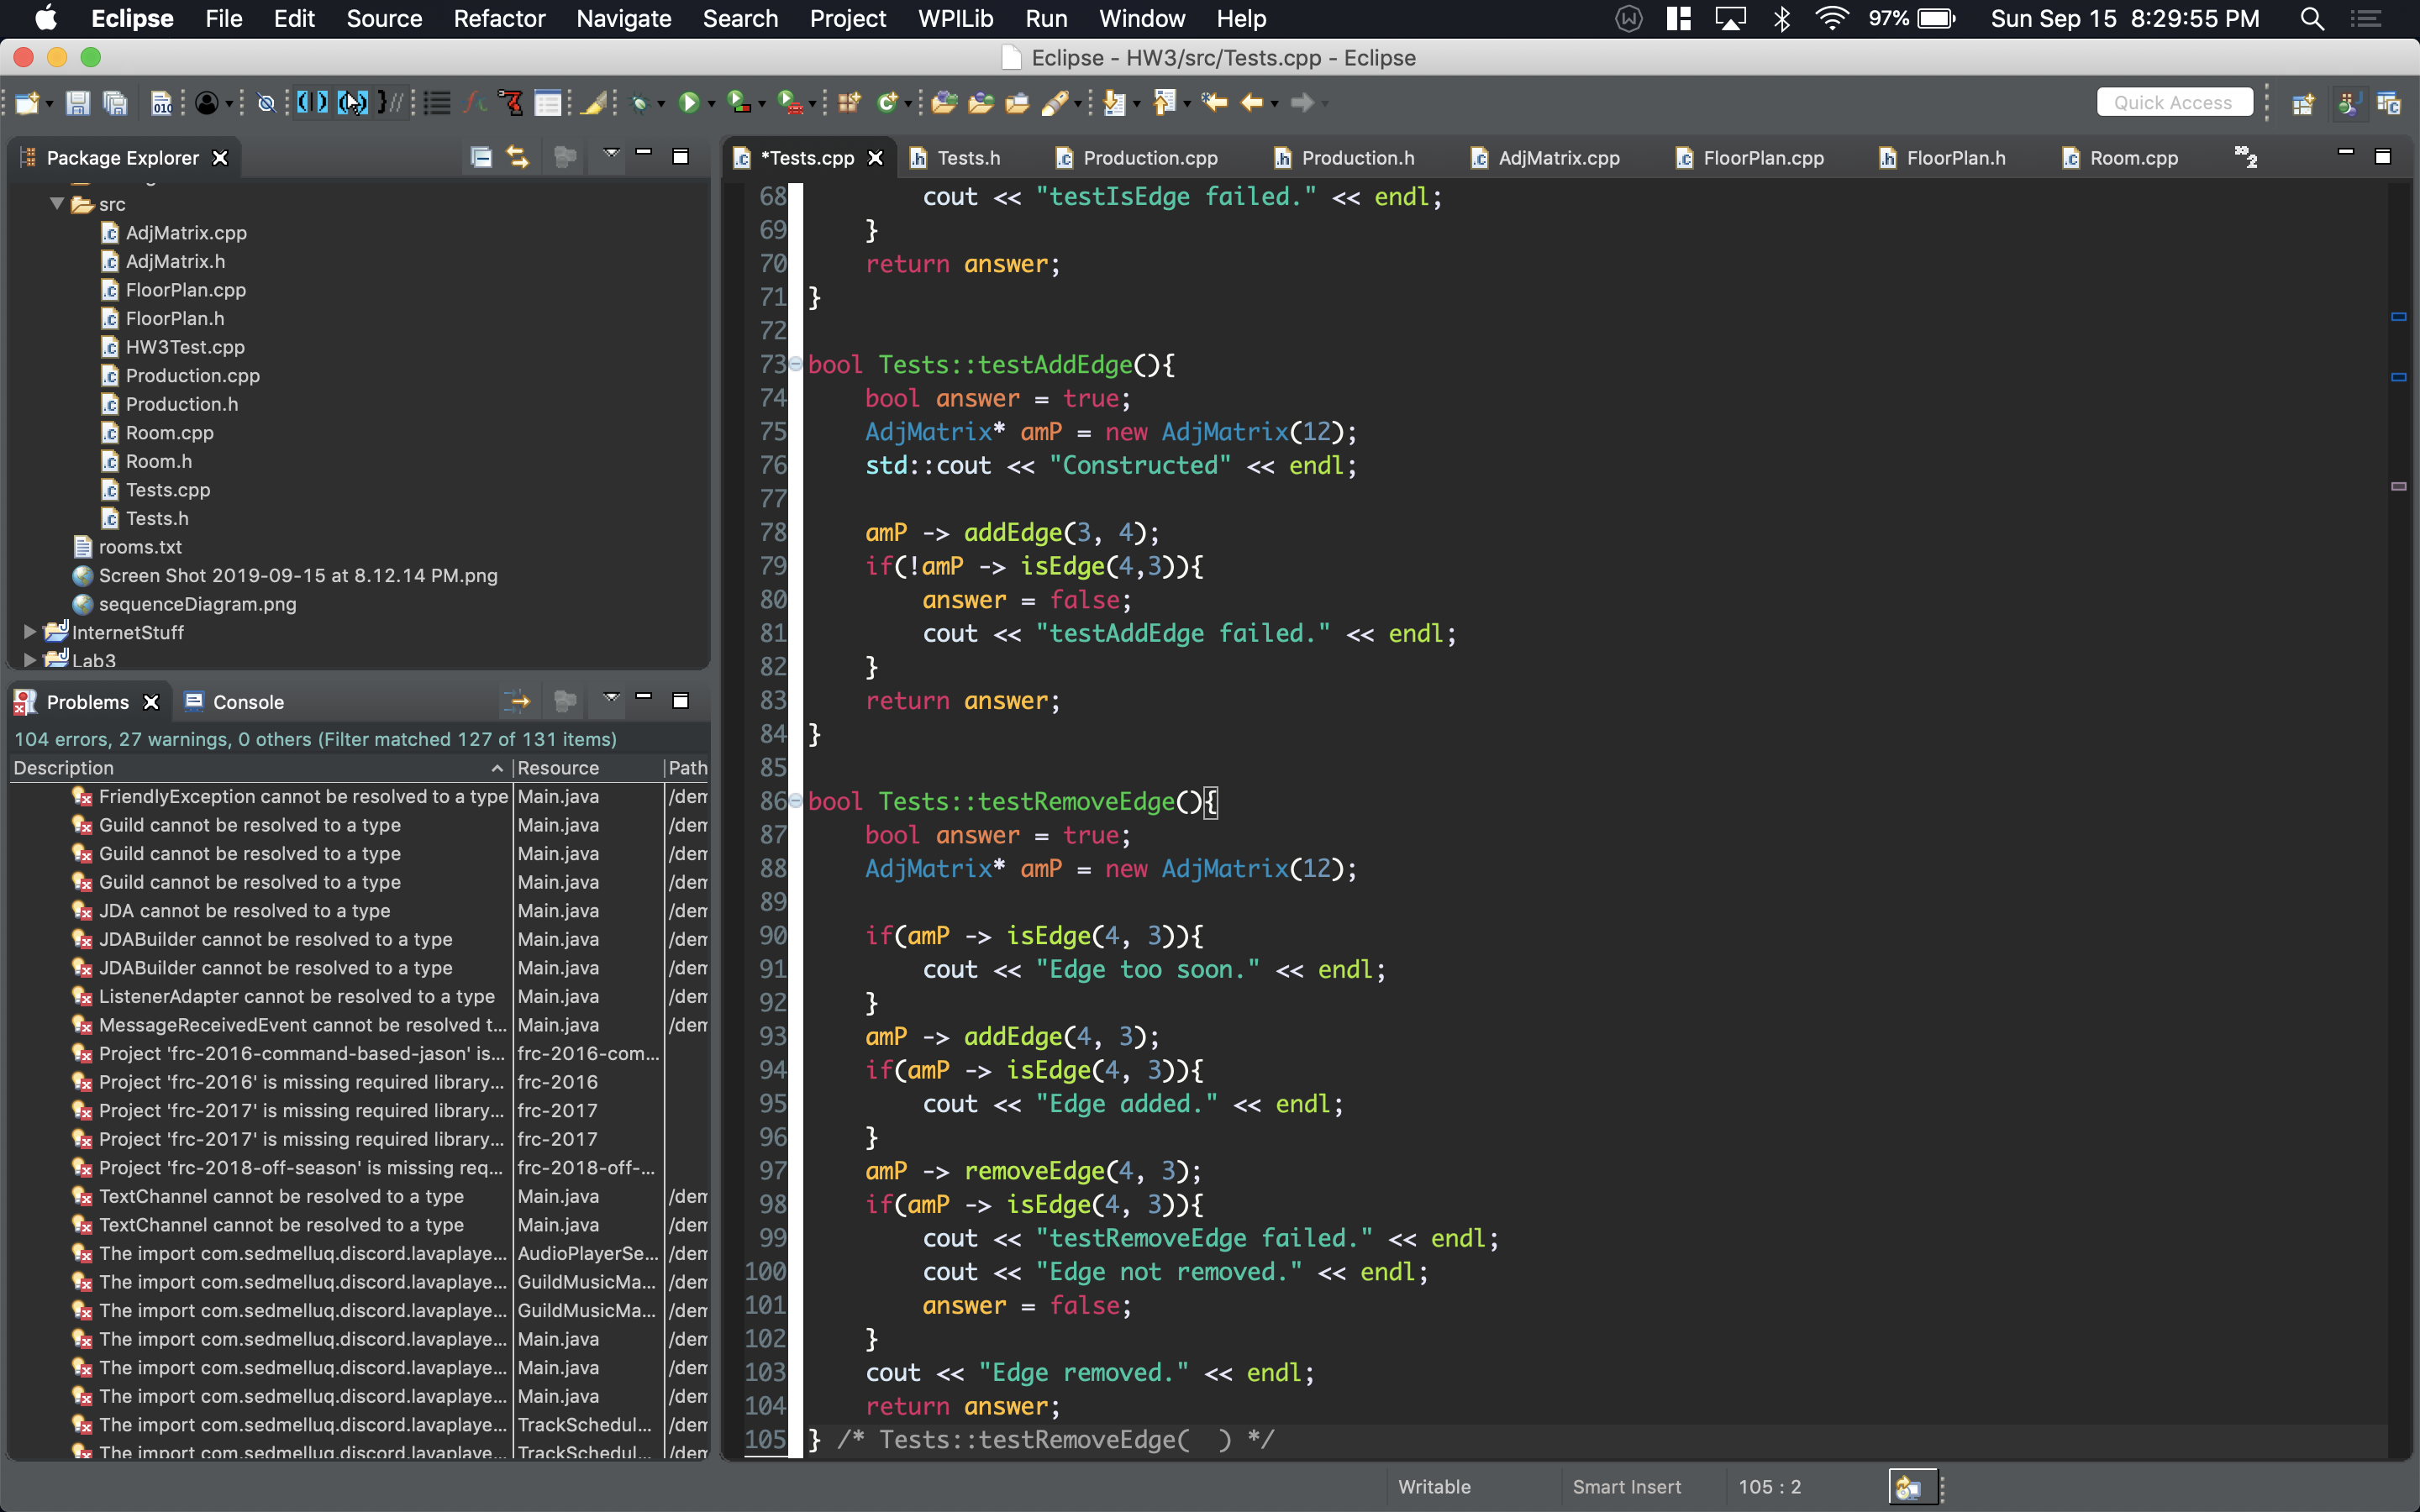 Eclipse File Edit Source Refactor Navigate Search Project WPILib Run Window Help 97% Sun Sep 15 8:29:55 PM
Eclipse - HW3/src/Tests.cpp - Eclipse
Quick Access
Package Explorer
src
AdjMatrix.cpp
AdjMatrix.h
FloorPlan.cpp
FloorPlan.h
HW3Test.cpp
Production.cpp
Production.h
Room.cpp
Room.h
Tests.cpp
Tests.h
rooms.txt
Screen Shot 2019-09-15 at 8.12.14 PM.png
sequenceDiagram.png
InternetStuff
Lab3
Problems Console
104 errors, 27 warnings, 0 others (Filter matched 127 of 131 items)
Description Resource Path
FriendlyException cannot be resolved to a type Main.java /dem
Guild cannot be resolved to a type Main.java /dem
Guild cannot be resolved to a type Main.java /dem
Guild cannot be resolved to a type Main.java /dem
JDA cannot be resolved to a type Main.java /dem
JDABuilder cannot be resolved to a type Main.java /dem
JDABuilder cannot be resolved to a type Main.java /dem
ListenerAdapter cannot be resolved to a type Main.java /dem
MessageReceivedEvent cannot be resolved t... Main.java /dem
Project 'frc-2016-command-based-jason' is... frc-2016-com...
Project 'frc-2016' is missing required library... frc-2016
Project 'frc-2017' is missing required library... frc-2017
Project 'frc-2017' is missing required library... frc-2017
Project 'frc-2018-off-season' is missing req... frc-2018-off-...
TextChannel cannot be resolved to a type Main.java /dem
TextChannel cannot be resolved to a type Main.java /dem
The import com.sedmelluq.discord.lavaplaye... AudioPlayerSe... /dem
The import com.sedmelluq.discord.lavaplaye... GuildMusicMa... /dem
The import com.sedmelluq.discord.lavaplaye... GuildMusicMa... /dem
The import com.sedmelluq.discord.lavaplaye... Main.java /dem
The import com.sedmelluq.discord.lavaplaye... Main.java /dem
The import com.sedmelluq.discord.lavaplaye... Main.java /dem
The import com.sedmelluq.discord.lavaplaye... TrackSchedul... /dem
The import com.sedmelluq.discord.lavaplaye... TrackSchedul... /dem
*Tests.cpp Tests.h Production.cpp Production.h AdjMatrix.cpp FloorPlan.cpp FloorPlan.h Room.cpp 2
68 cout << "testIsEdge failed." << endl;
69 }
70 return answer;
71 }
72
73 bool Tests::testAddEdge(){
74 bool answer = true;
75 AdjMatrix* amP = new AdjMatrix(12);
76 std::cout << "Constructed" << endl;
77
78 amP -> addEdge(3, 4);
79 if(!amP -> isEdge(4,3)){
80 answer = false;
81 cout << "testAddEdge failed." << endl;
82 }
83 return answer;
84 }
85
86 bool Tests::testRemoveEdge(){
87 bool answer = true;
88 AdjMatrix* amP = new AdjMatrix(12);
89
90 if(amP -> isEdge(4, 3)){
91 cout << "Edge too soon." << endl;
92 }
93 amP -> addEdge(4, 3);
94 if(amP -> isEdge(4, 3)){
95 cout << "Edge added." << endl;
96 }
97 amP -> removeEdge(4, 3);
98 if(amP -> isEdge(4, 3)){
99 cout << "testRemoveEdge failed." << endl;
100 cout << "Edge not removed." << endl;
101 answer = false;
102 }
103 cout << "Edge removed." << endl;
104 return answer;
105 } /* Tests::testRemoveEdge(  ) */
Writable Smart Insert 105 : 2